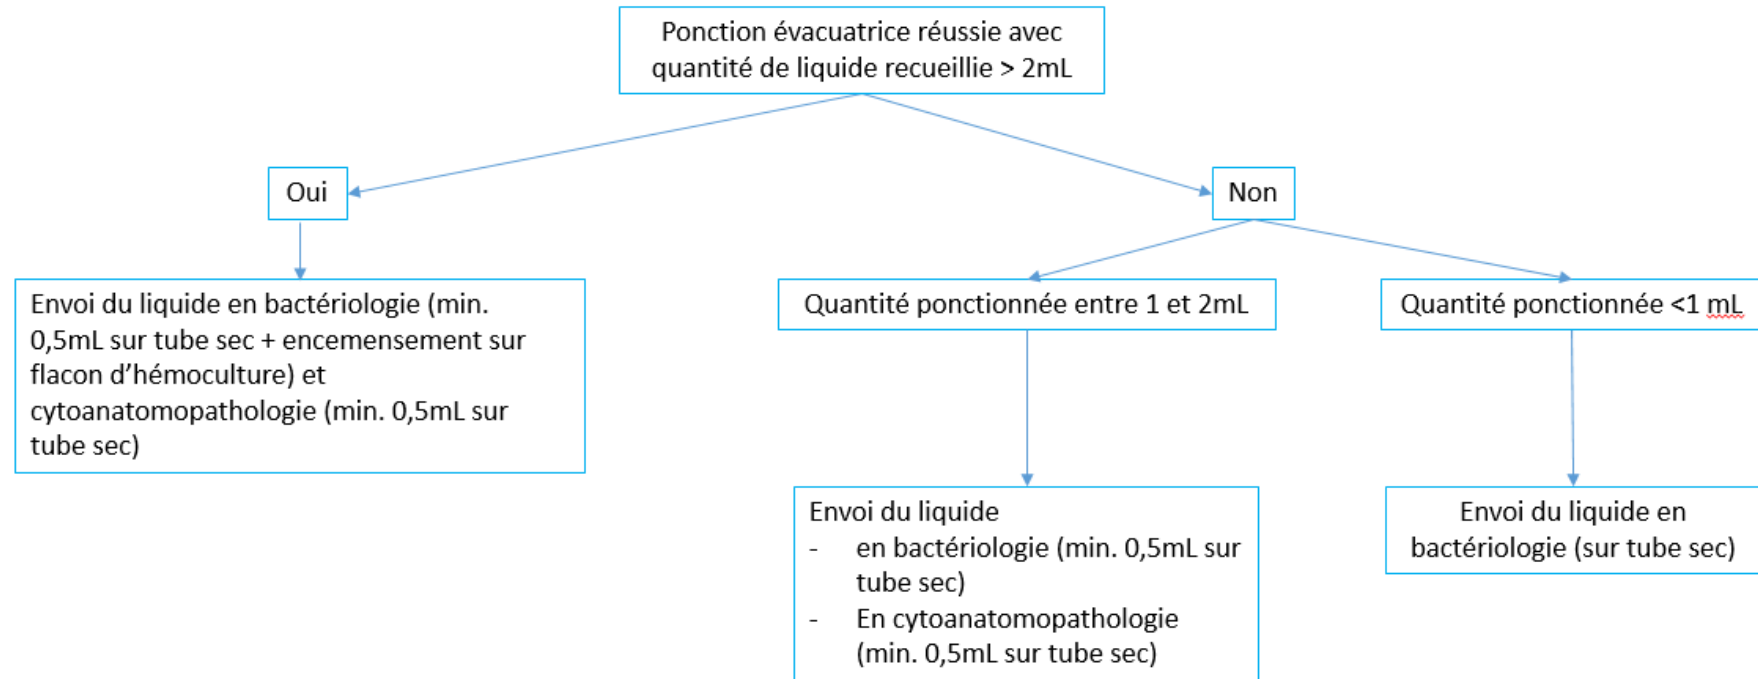 Ponction évacuatrice réussie avec
quantité de liquide recueillie > 2mL
Oui
Non
Envoi du liquide en bactériologie (min.
0,5mL sur tube sec + encemensement sur
flacon d'hémoculture) et
cytoanatomopathologie (min. 0,5mL sur
tube sec)
Quantité ponctionnée entre 1 et 2mL
Quantité ponctionnée <1 mL
Envoi du liquide
- en bactériologie (min. 0,5mL sur
tube sec)
- En cytoanatomopathologie
(min. 0,5mL sur tube sec)
Envoi du liquide en
bactériologie (sur tube sec)